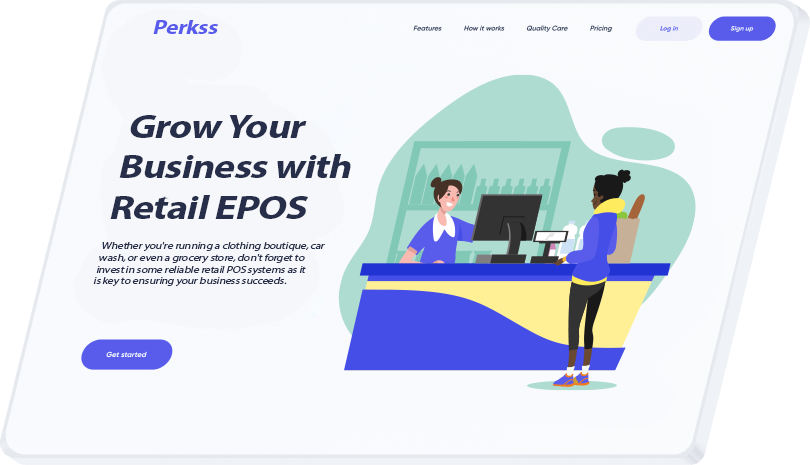 Perkss
Features How it works Quality Care Pricing Log in Sign up
Grow Your
Business with
Retail EPOS
Whether you're running a clothing boutique, car
wash, or even a grocery store, don't forget to
invest in some reliable retail POS systems as it
is key to ensuring your business succeeds.
Get started